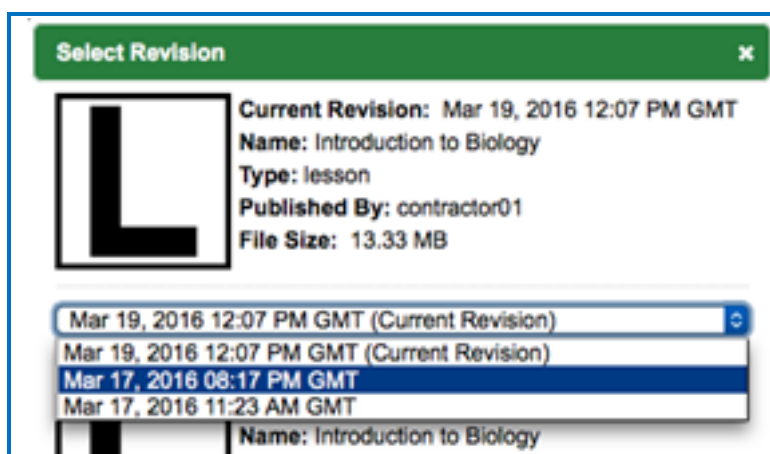 Select Revision ×
L
Current Revision: Mar 19, 2016 12:07 PM GMT
Name: Introduction to Biology
Type: lesson
Published By: contractor01
File Size: 13.33 MB
Mar 19, 2016 12:07 PM GMT (Current Revision)
Mar 19, 2016 12:07 PM GMT (Current Revision)
Mar 17, 2016 08:17 PM GMT
Mar 17, 2016 11:23 AM GMT
Name: Introduction to Biology